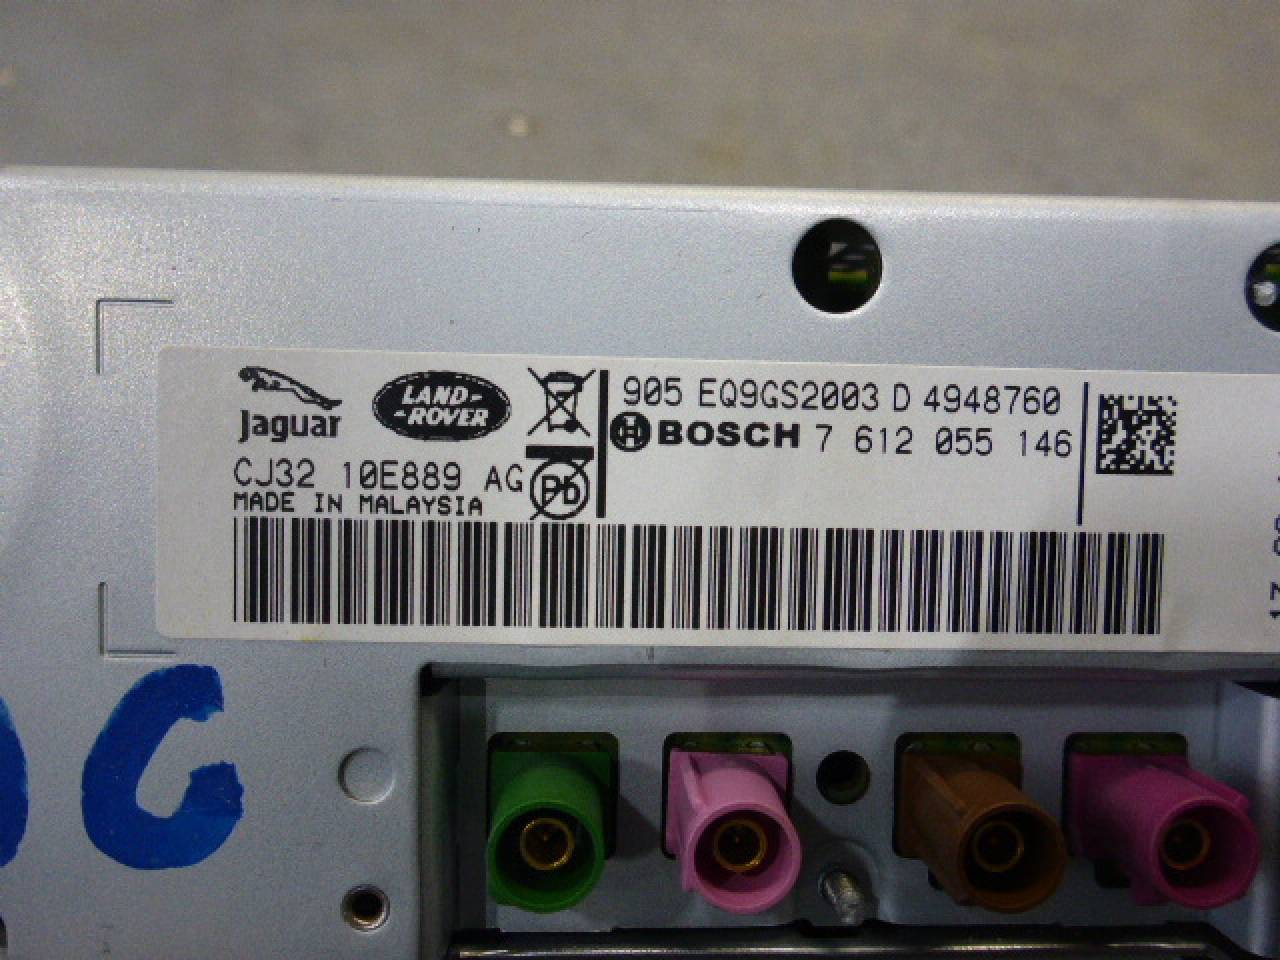 Jaguar
LAND-
-ROVER
CJ32 10E889 AG
MADE IN MALAYSIA
Pb
905 EQ9GS2003 D 4948760
BOSCH 7 612 055 146